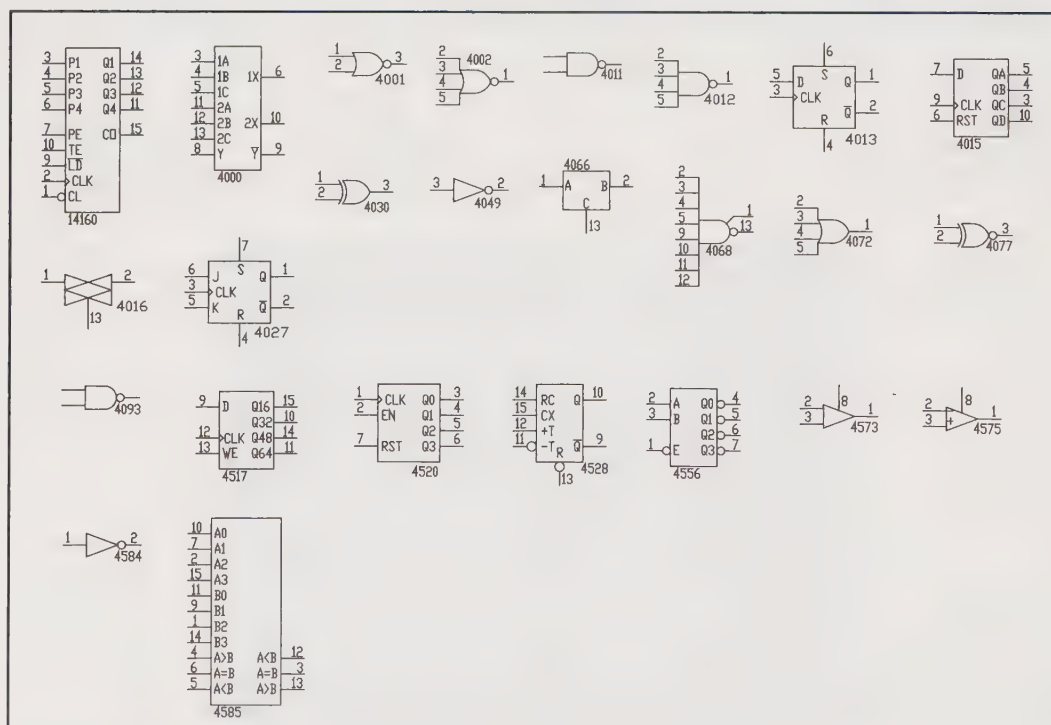 3 P1 Q1 14
4 P2 Q2 13
5 P3 Q3 12
6 P4 Q4 11
7 PE CO 15
10 TE
9 LD
2 CLK
1 CL
14160
3 1A
4 1B 1X 6
5 1C
11 2A
12 2B 2X 10
13 2C
8 Y Y 9
4000
1
2 3
4001
2 4002
3
4 1
5
4011
2
3
4 1
5
4012
6
S
5 D Q 1
3 CLK
Q 2
R
4
4013
7 D QA 5
QB 4
9 CLK QC 3
6 RST QD 10
4015
1
2 3
4030
3 2
4049
4066
1 A B 2
C
13
2
3
4
5 1
9 13
10 4068
11
12
2
3
4 1
5
4072
1
2 3
4077
1 2
13
4016
7
S
6 J Q 1
3 CLK
5 K Q 2
R
4
4027
4093
9 D Q16 15
Q32 10
12 CLK Q48 14
13 WE Q64 11
4517
1 CLK Q0 3
2 EN Q1 4
Q2 5
7 RST Q3 6
4520
14 RC Q 10
15 CX
12 +T
11 -T Q 9
R
13
4528
2 A Q0 4
3 B Q1 5
Q2 6
1 E Q3 7
4556
8
2
3 1
4573
8
2 -
3 + 1
4575
1 2
4584
10 A0
7 A1
2 A2
15 A3
11 B0
9 B1
1 B2
14 B3
4 A>B A<B 12
6 A=B A=B 3
5 A<B A>B 13
4585